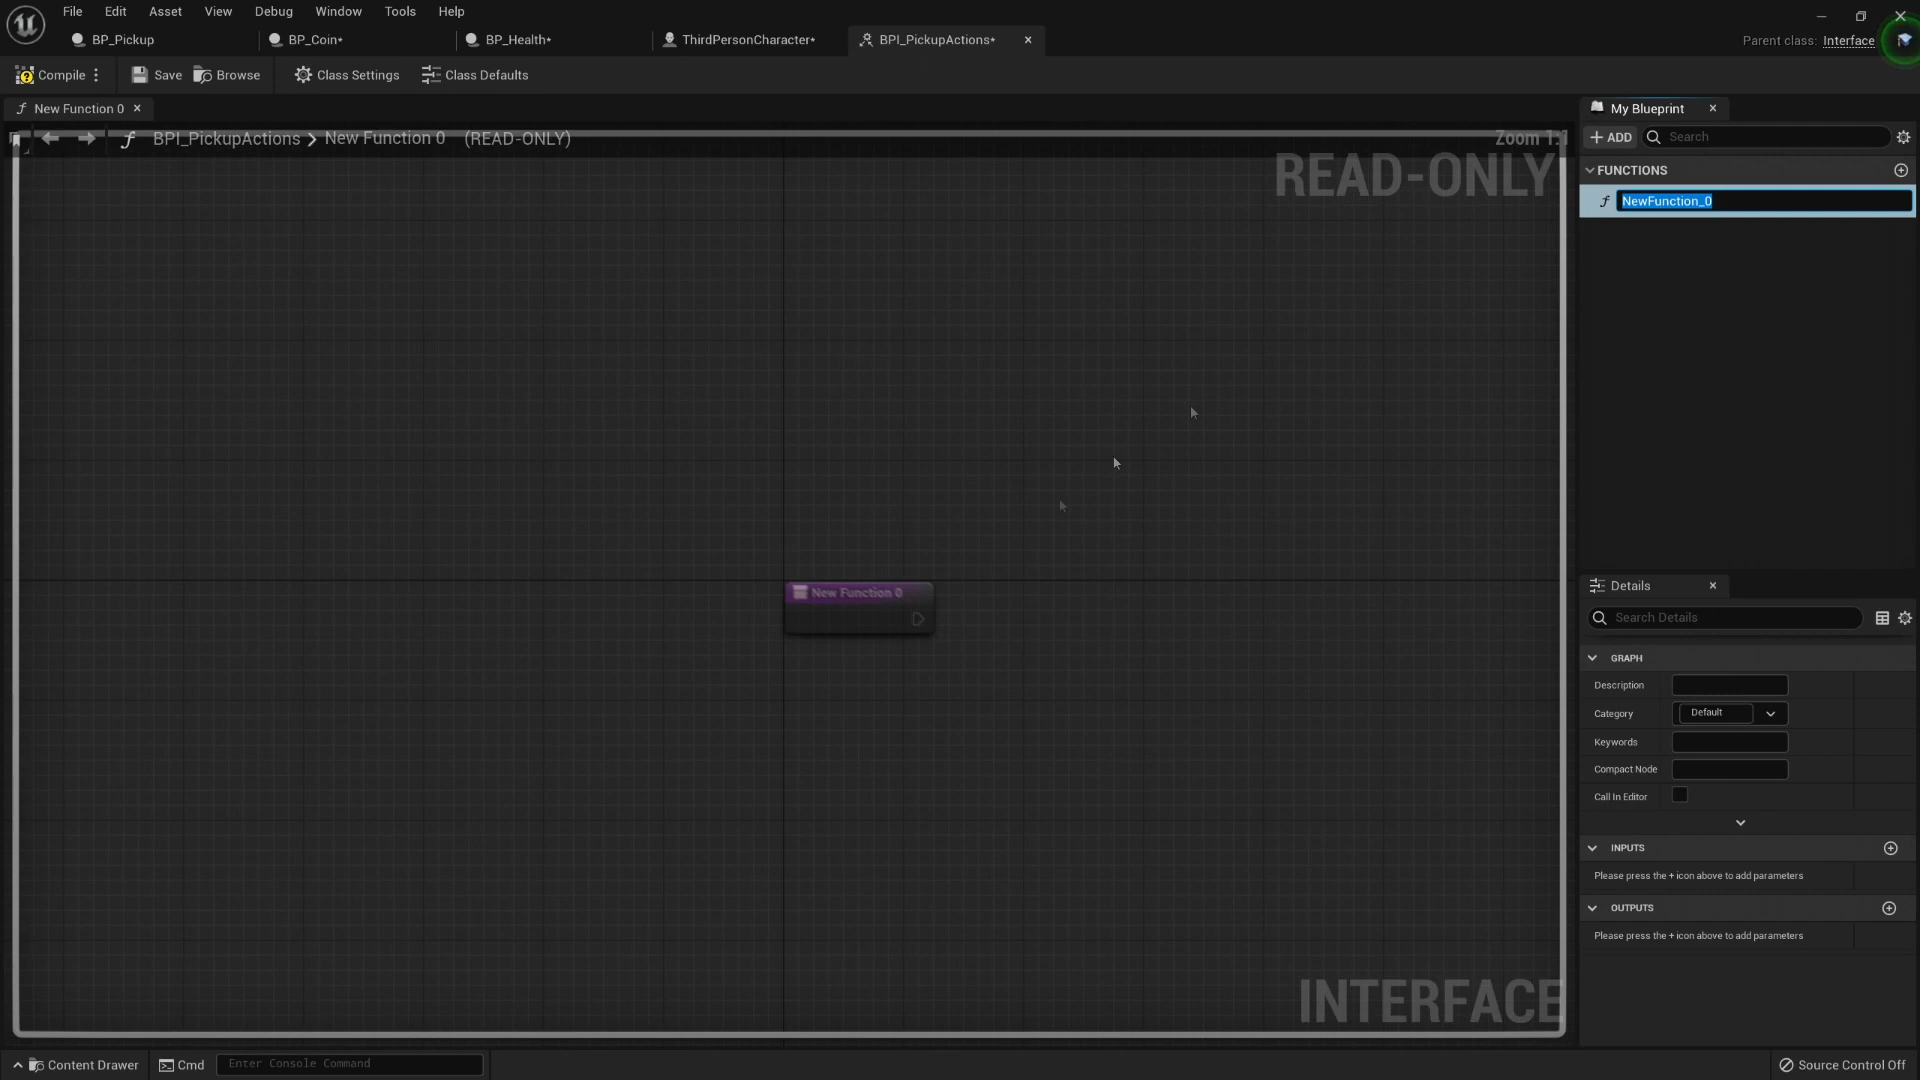 File Edit Asset View Debug Window Tools Help
BP_Pickup BP_Coin* BP_Health* ThirdPersonCharacter* BPI_PickupActions*
Parent class: Interface
Compile Save Browse Class Settings Class Defaults
New Function 0
My Blueprint
BPI_PickupActions > New Function 0 (READ-ONLY)
Zoom 1:1
READ-ONLY
+ ADD Search
FUNCTIONS
NewFunction_0
New Function 0
Details
Search Details
GRAPH
Description
Category Default
Keywords
Compact Node
Call In Editor
INPUTS
Please press the + icon above to add parameters
OUTPUTS
Please press the + icon above to add parameters
INTERFACE
Content Drawer Cmd Enter Console Command Source Control Off